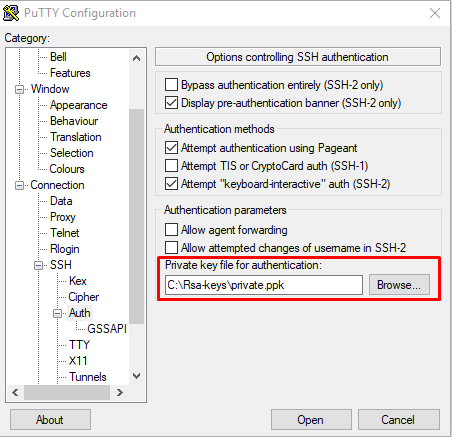 PuTTY Configuration
Category:
Bell
Features
Window
Appearance
Behaviour
Translation
Selection
Colours
Connection
Data
Proxy
Telnet
Rlogin
SSH
Kex
Cipher
Auth
GSSAPI
TTY
X11
Tunnels
Options controlling SSH authentication
Bypass authentication entirely (SSH-2 only)
Display pre-authentication banner (SSH-2 only)
Authentication methods
Attempt authentication using Pageant
Attempt TIS or CryptoCard auth (SSH-1)
Attempt "keyboard-interactive" auth (SSH-2)
Authentication parameters
Allow agent forwarding
Allow attempted changes of username in SSH-2
Private key file for authentication:
C:\Rsa-keys\private.ppk
Browse...
About
Open
Cancel